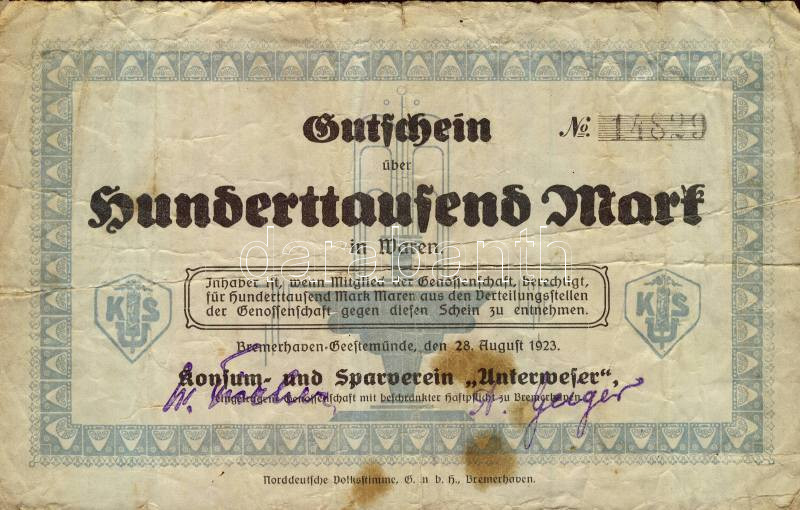 Gutschein
No: 14829
über
Hunderttausend Mark
in Waren.
darabanth
Inhaber ist, wenn Mitglied der Genossenschaft, berechtigt,
für Hunderttausend Mark Waren aus den Verteilungsstellen
der Genossenschaft gegen diesen Schein zu entnehmen.
KS
KS
Bremerhaven-Geestemünde, den 28. August 1923.
Konsum- und Sparverein „Unterweser“,
eingetragene Genossenschaft mit beschränkter Haftpflicht zu Bremerhaven
Norddeutsche Volksstimme, G. m b. H., Bremerhaven.